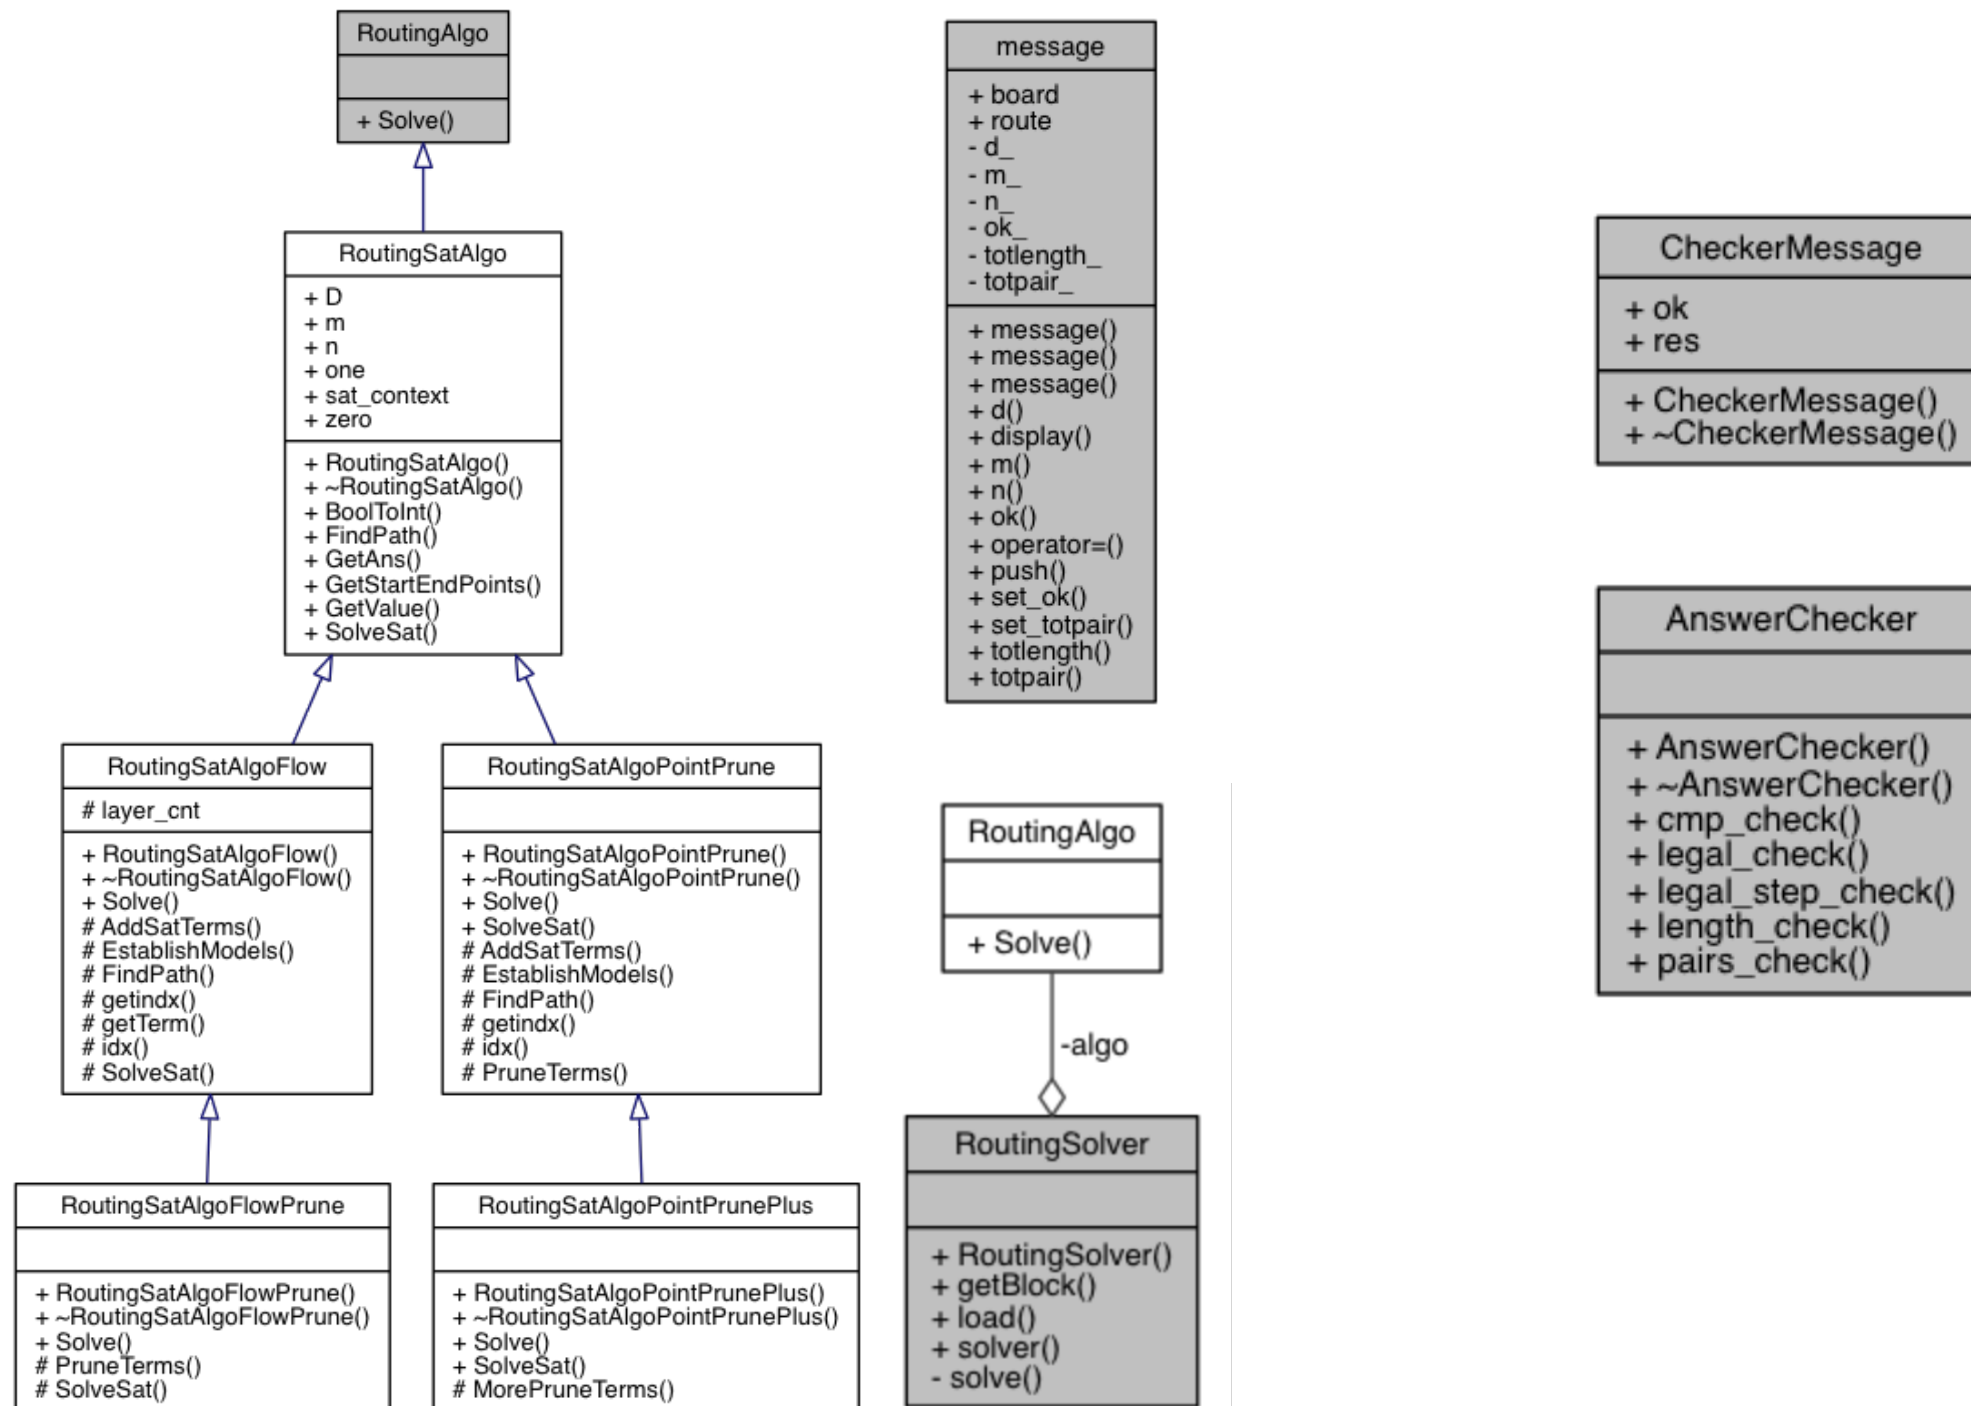 RoutingAlgo
+ Solve()
RoutingSatAlgo
+ D
+ m
+ n
+ one
+ sat_context
+ zero
+ RoutingSatAlgo()
+ ~RoutingSatAlgo()
+ BoolToInt()
+ FindPath()
+ GetAns()
+ GetStartEndPoints()
+ GetValue()
+ SolveSat()
RoutingSatAlgoFlow
# layer_cnt
+ RoutingSatAlgoFlow()
+ ~RoutingSatAlgoFlow()
+ Solve()
# AddSatTerms()
# EstablishModels()
# FindPath()
# getindx()
# getTerm()
# idx()
# SolveSat()
RoutingSatAlgoPointPrune
+ RoutingSatAlgoPointPrune()
+ ~RoutingSatAlgoPointPrune()
+ Solve()
+ SolveSat()
# AddSatTerms()
# EstablishModels()
# FindPath()
# getindx()
# idx()
# PruneTerms()
RoutingSatAlgoFlowPrune
+ RoutingSatAlgoFlowPrune()
+ ~RoutingSatAlgoFlowPrune()
+ Solve()
# PruneTerms()
# SolveSat()
RoutingSatAlgoPointPrunePlus
+ RoutingSatAlgoPointPrunePlus()
+ ~RoutingSatAlgoPointPrunePlus()
+ Solve()
+ SolveSat()
# MorePruneTerms()
message
+ board
+ route
- d_
- m_
- n_
- ok_
- totlength_
- totpair_
+ message()
+ message()
+ message()
+ d()
+ display()
+ m()
+ n()
+ ok()
+ operator=()
+ push()
+ set_ok()
+ set_totpair()
+ totlength()
+ totpair()
RoutingAlgo
+ Solve()
-algo
RoutingSolver
+ RoutingSolver()
+ getBlock()
+ load()
+ solver()
- solve()
CheckerMessage
+ ok
+ res
+ CheckerMessage()
+ ~CheckerMessage()
AnswerChecker
+ AnswerChecker()
+ ~AnswerChecker()
+ cmp_check()
+ legal_check()
+ legal_step_check()
+ length_check()
+ pairs_check()